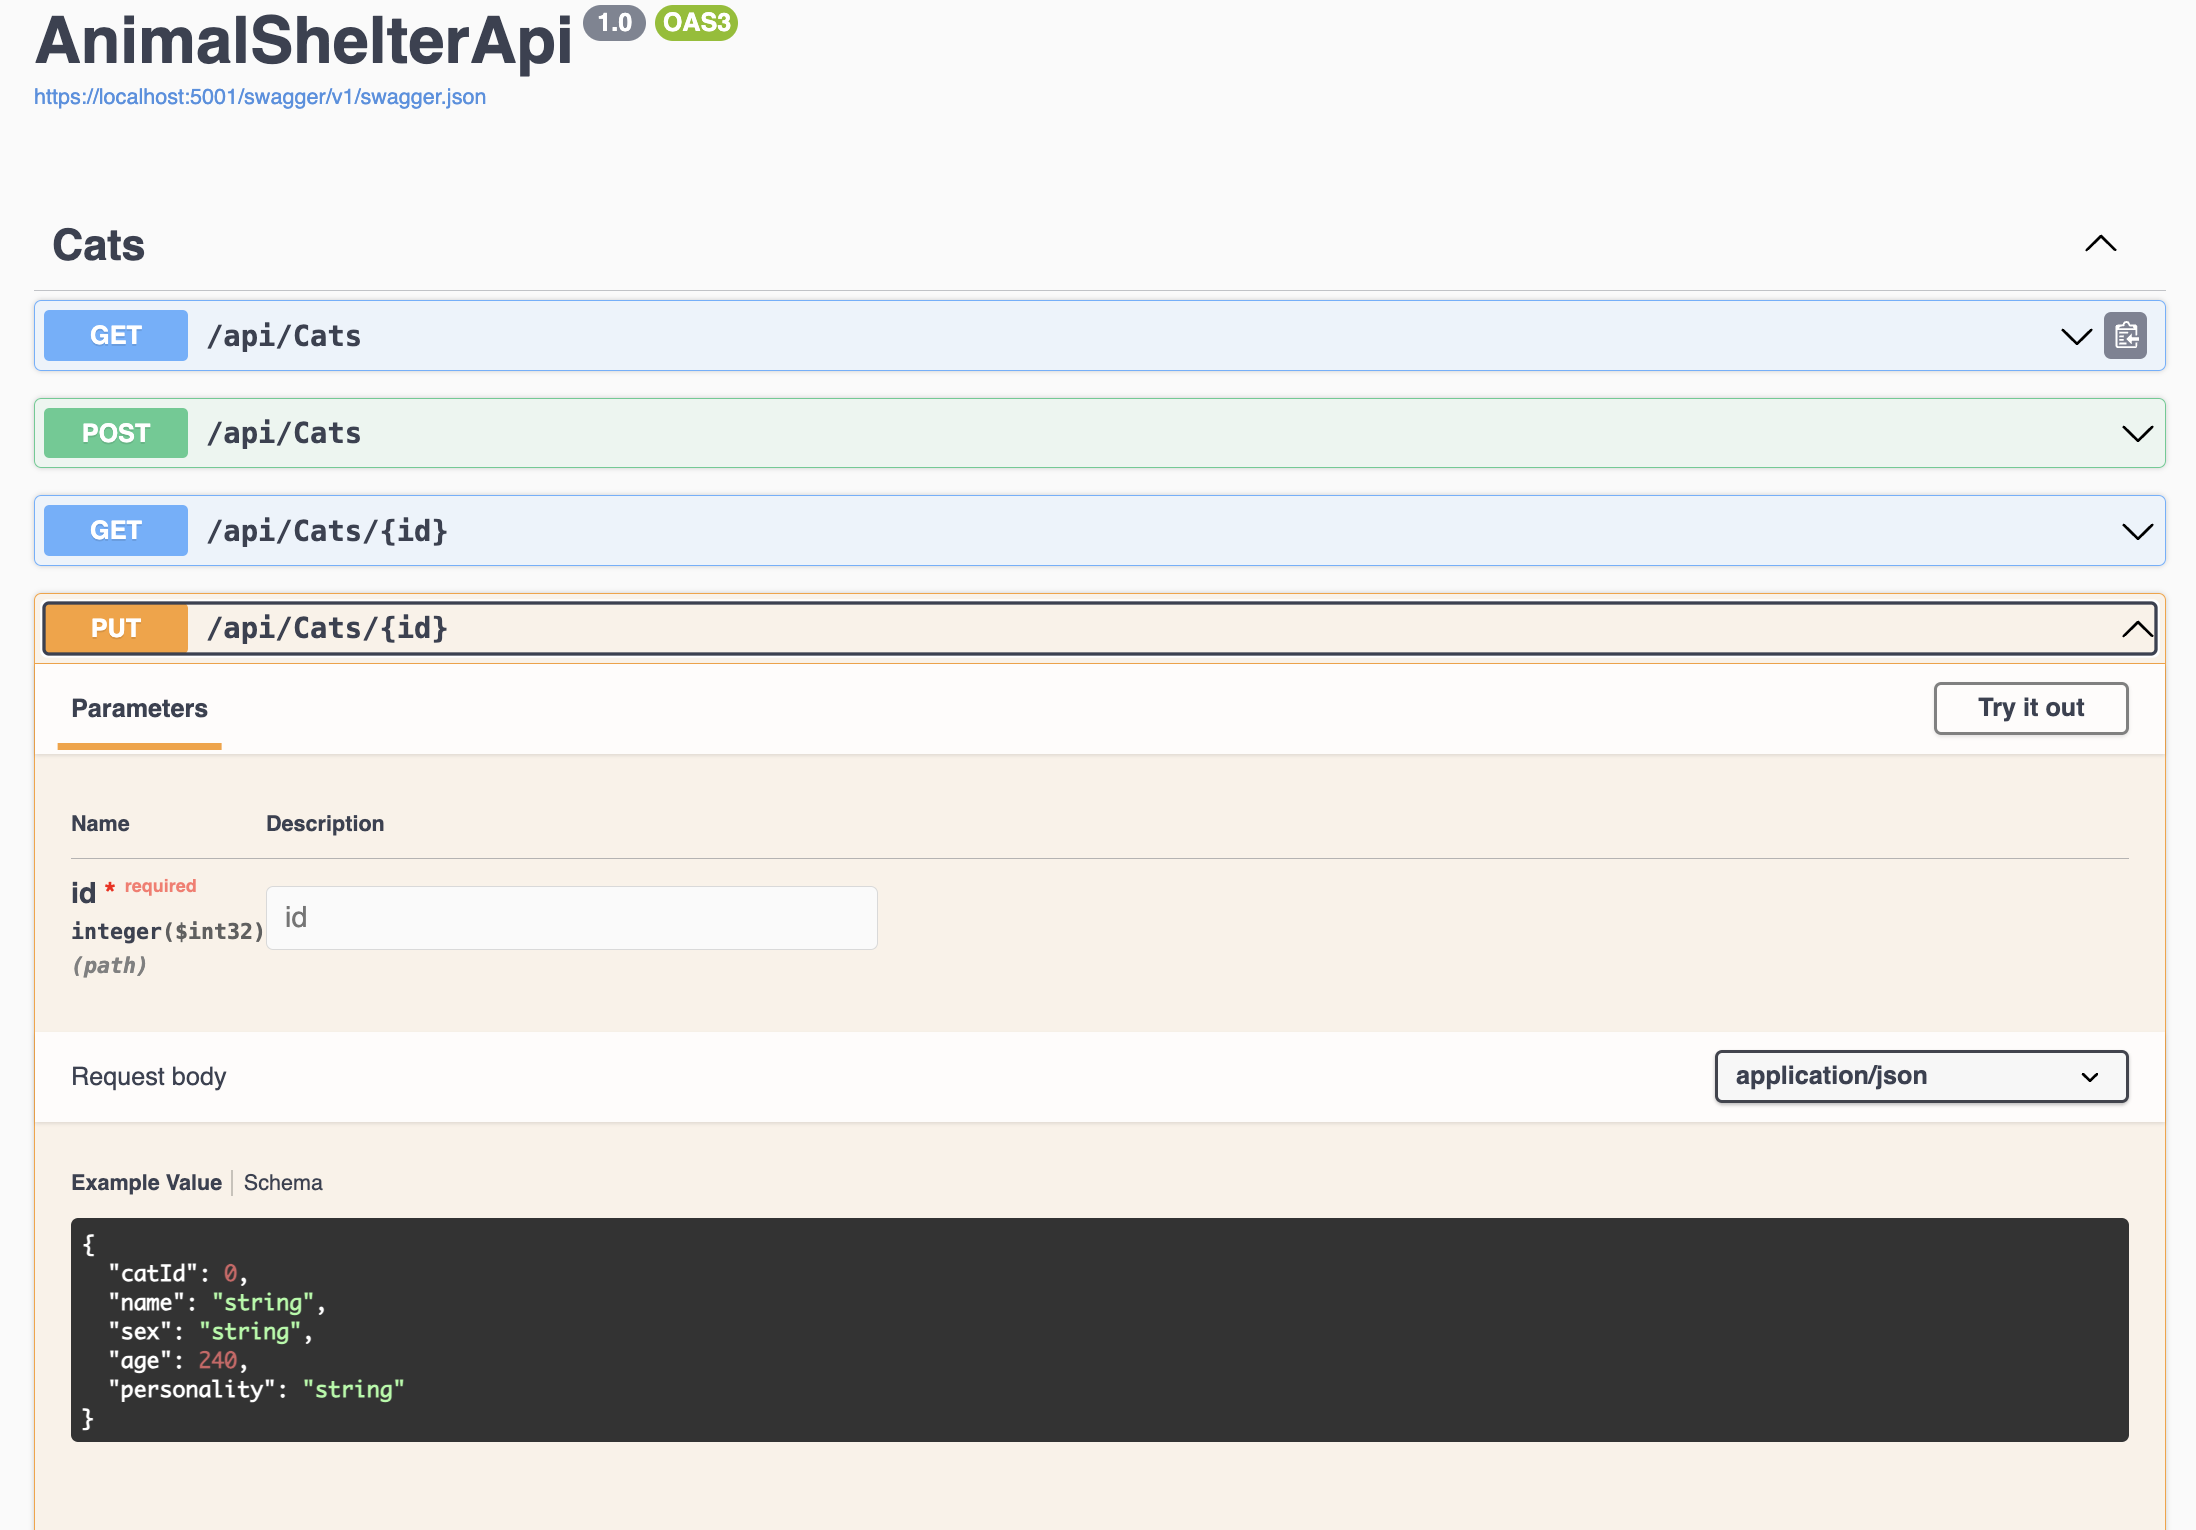 AnimalShelterApi 1.0 OAS3
https://localhost:5001/swagger/v1/swagger.json
Cats
GET /api/Cats
POST /api/Cats
GET /api/Cats/{id}
PUT /api/Cats/{id}
Parameters
Try it out
Name Description
id * required
integer($int32)
(path)
id
Request body
application/json
Example Value Schema
{
  "catId": 0,
  "name": "string",
  "sex": "string",
  "age": 240,
  "personality": "string"
}